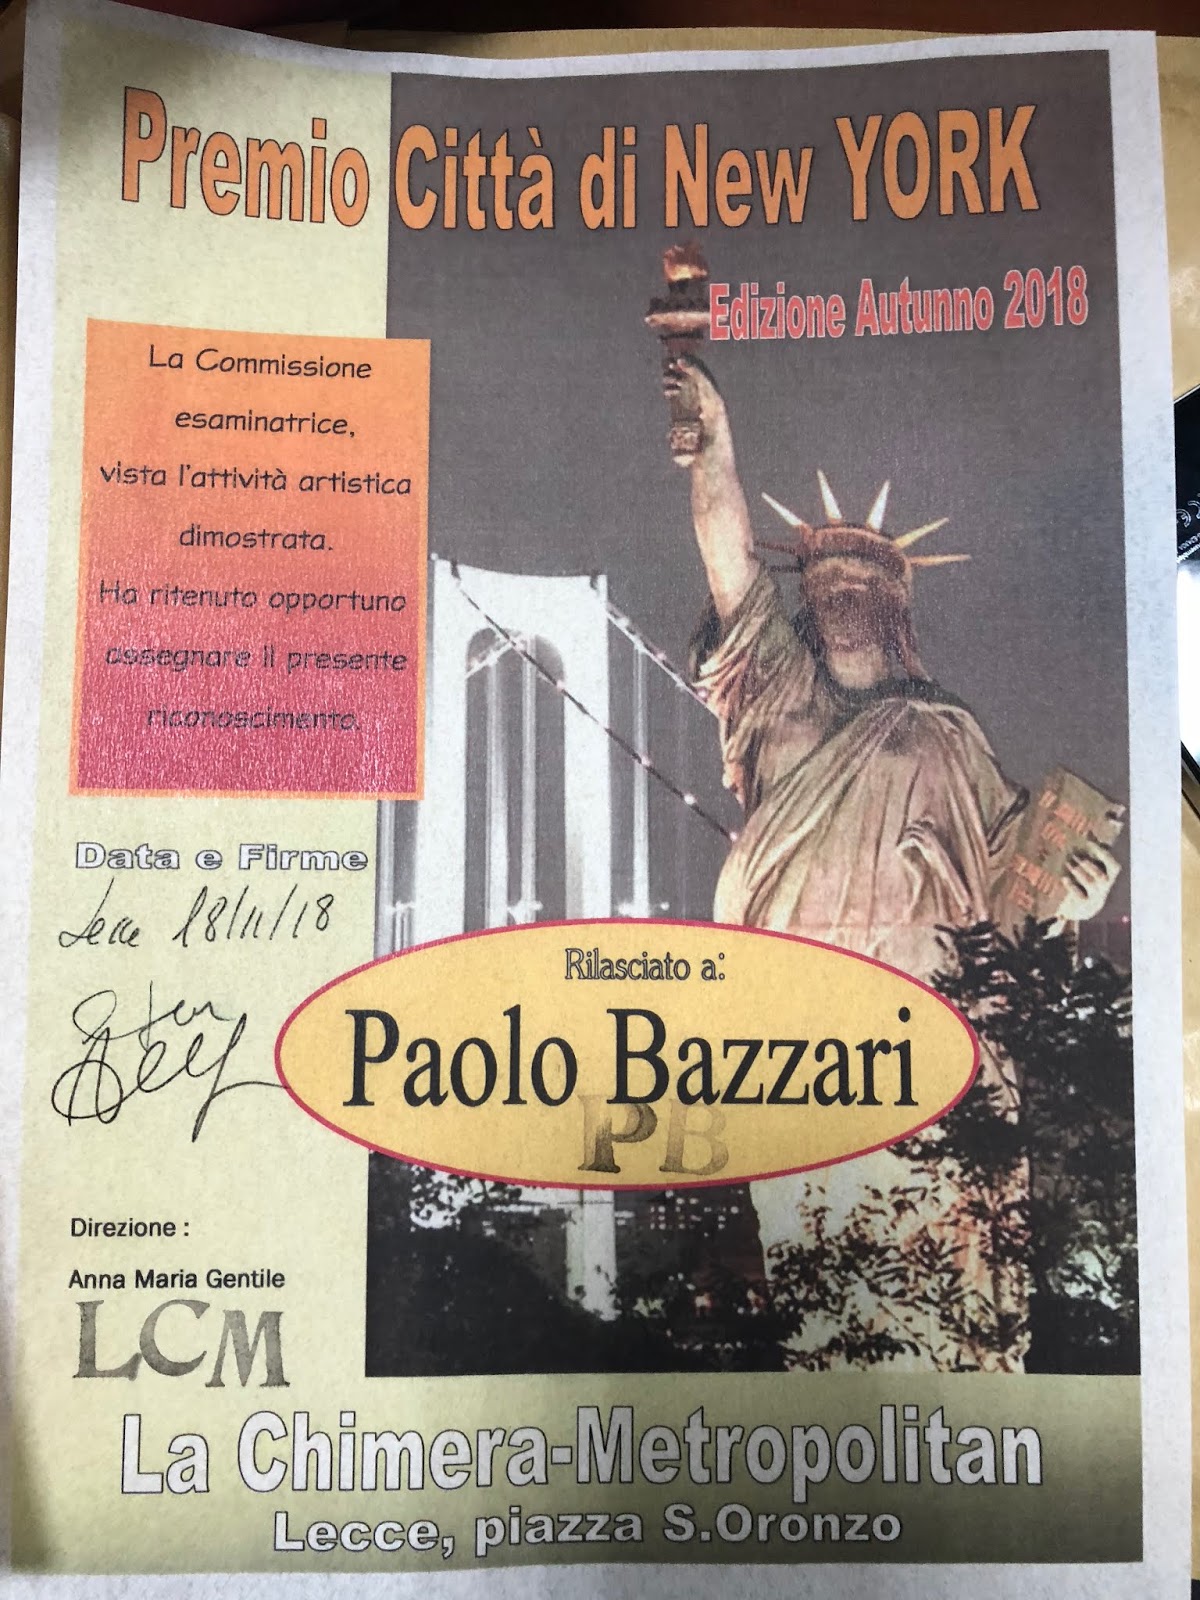 Premio Città di New YORK
Edizione Autunno 2018
La Commissione
esaminatrice,
vista l'attività artistica
dimostrata.
Ha ritenuto opportuno
assegnare il presente
riconoscimento.
Data e Firme
Lecce 18/11/18
Rilasciato a:
Paolo Bazzari
PB
Direzione :
Anna Maria Gentile
LCM
La Chimera-Metropolitan
Lecce, piazza S.Oronzo